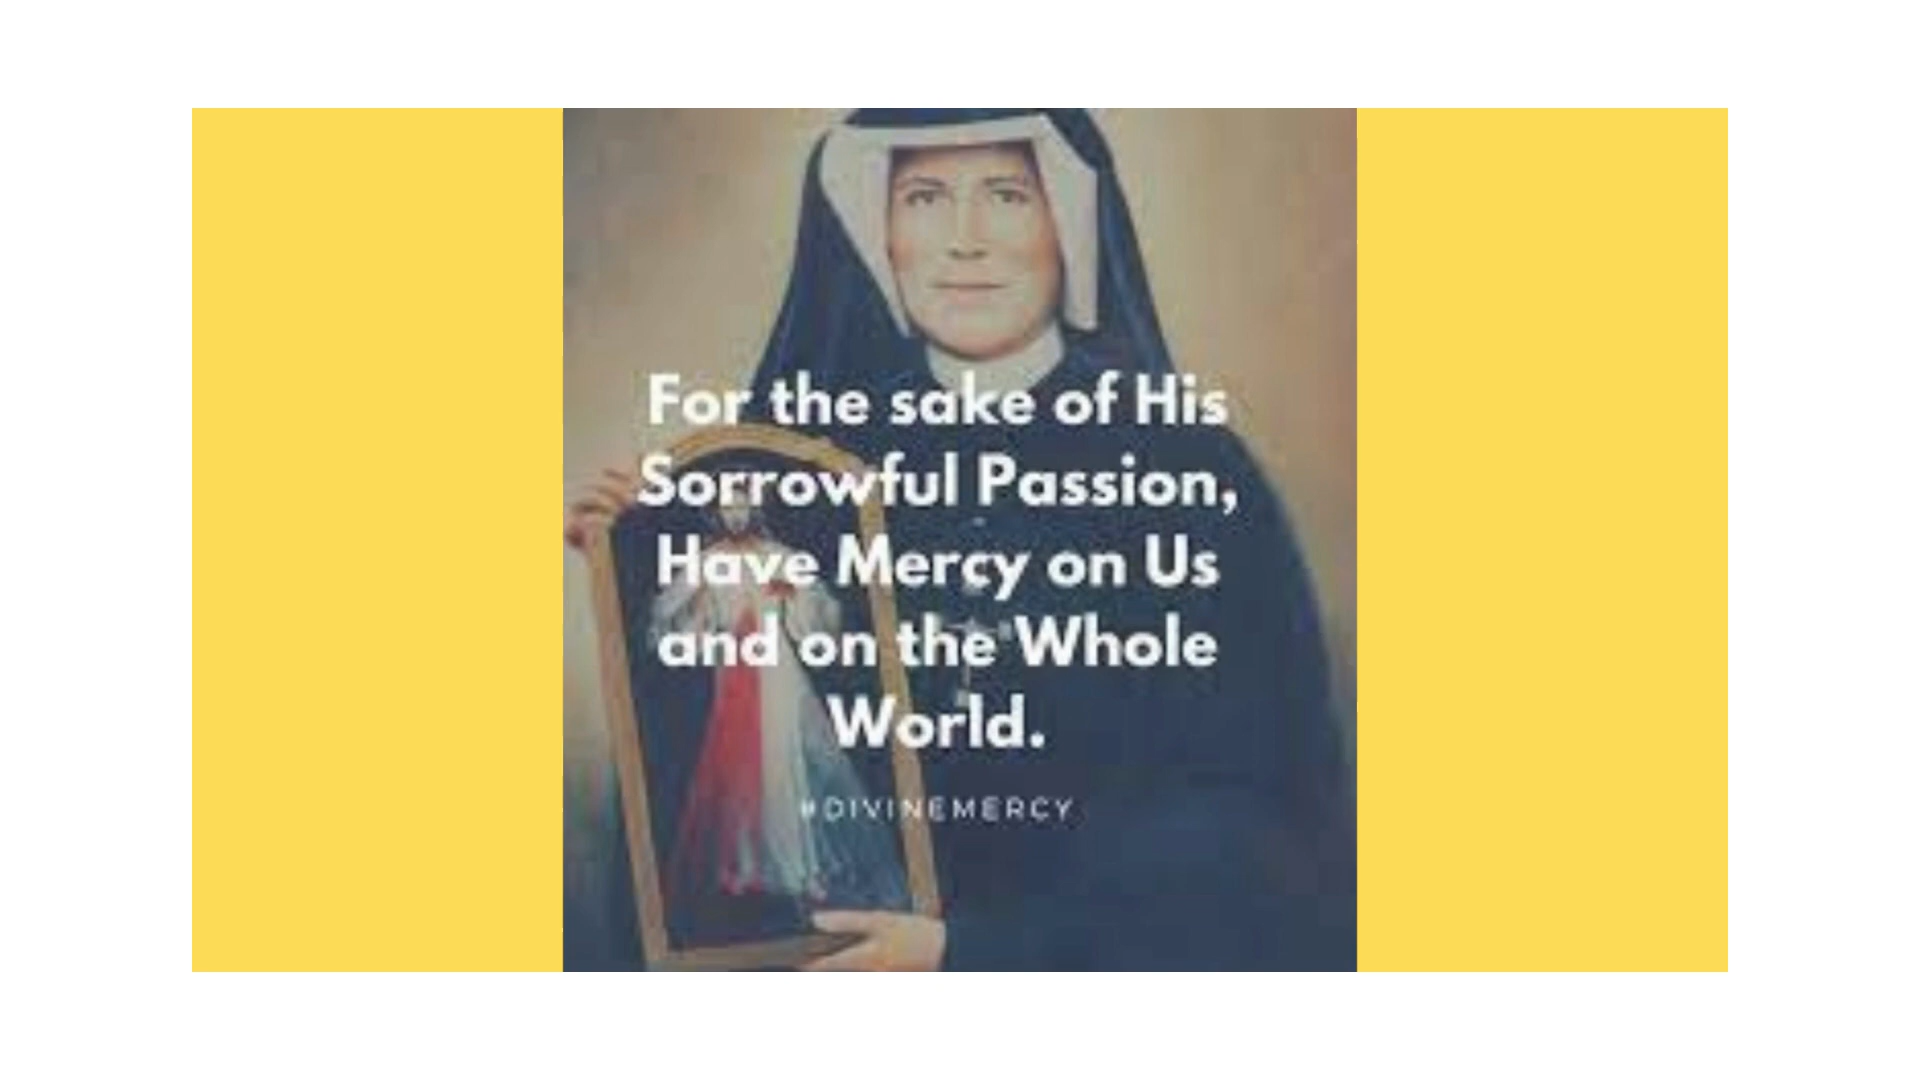 For the sake of His
Sorrowful Passion,
Have Mercy on Us
and on the Whole
World.
#DIVINEMERCY